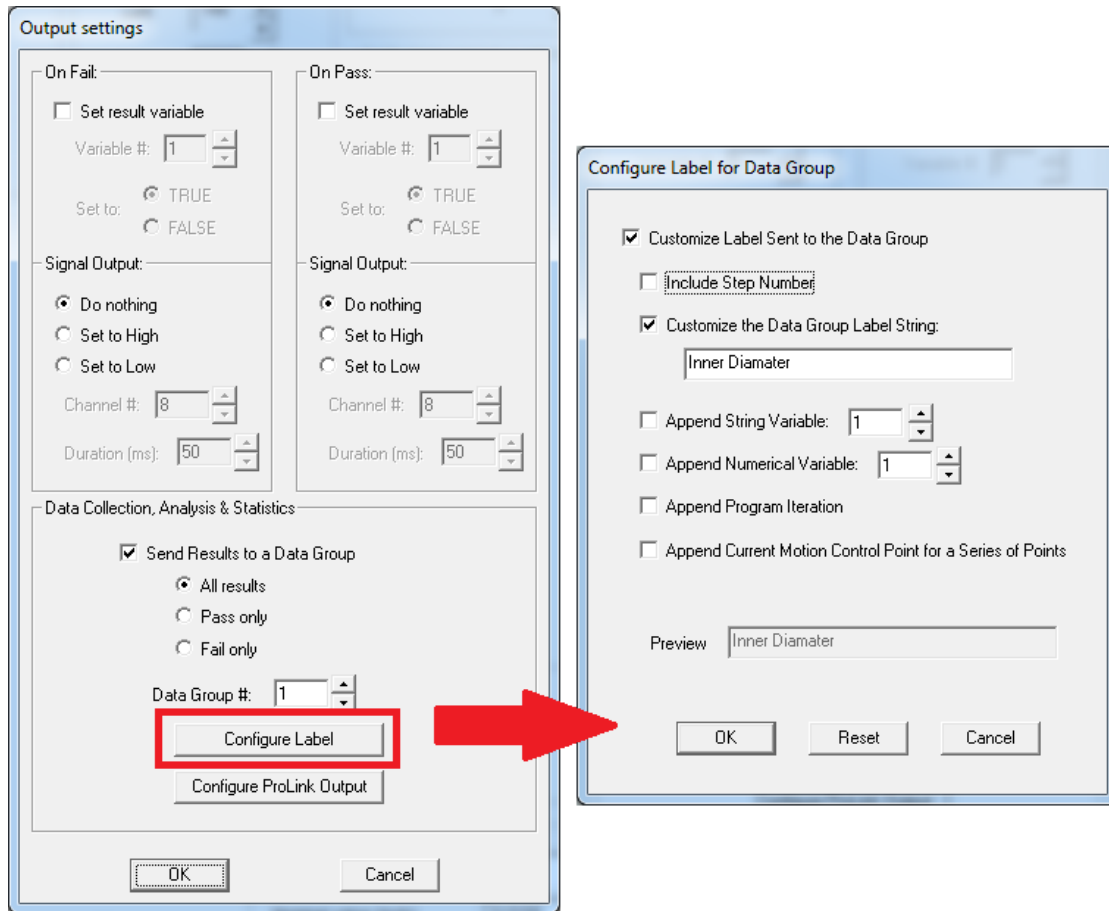 Output settings
On Fail:
Set result variable
Variable #: 1
Set to:
TRUE
FALSE
Signal Output:
Do nothing
Set to High
Set to Low
Channel #: 8
Duration (ms): 50
On Pass:
Set result variable
Variable #: 1
Set to:
TRUE
FALSE
Signal Output:
Do nothing
Set to High
Set to Low
Channel #: 8
Duration (ms): 50
Data Collection, Analysis & Statistics
Send Results to a Data Group
All results
Pass only
Fail only
Data Group #: 1
Configure Label
Configure ProLink Output
OK Cancel
Configure Label for Data Group
Customize Label Sent to the Data Group
Include Step Number
Customize the Data Group Label String:
Inner Diamater
Append String Variable: 1
Append Numerical Variable: 1
Append Program Iteration
Append Current Motion Control Point for a Series of Points
Preview Inner Diamater
OK Reset Cancel